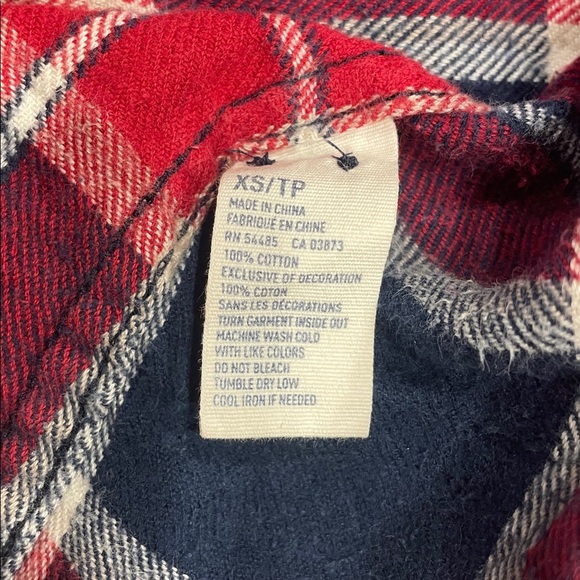 XS/TP
MADE IN CHINA
FABRIQUÉ EN CHINE
RN 54485 CA 03873
100% COTTON
EXCLUSIVE OF DECORATION
100% COTON
SANS LES DÉCORATIONS
TURN GARMENT INSIDE OUT
MACHINE WASH COLD
WITH LIKE COLORS
DO NOT BLEACH
TUMBLE DRY LOW
COOL IRON IF NEEDED